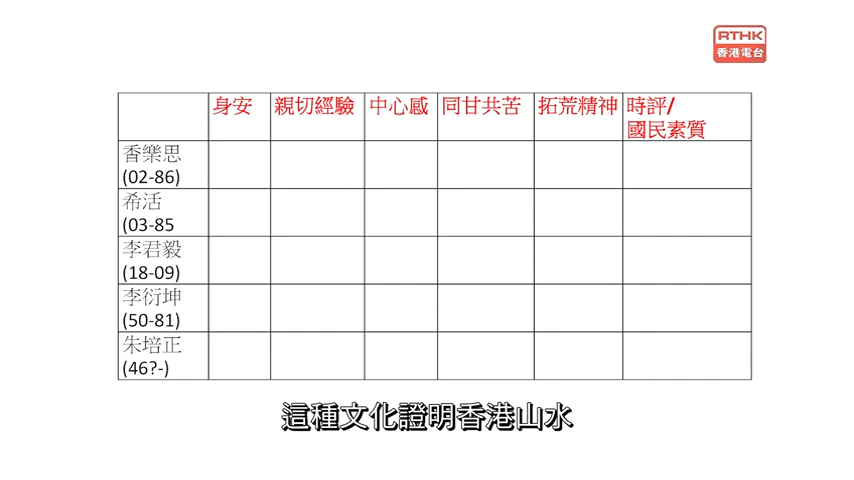 RTHK
香港電台
身安 親切經驗 中心感 同甘共苦 拓荒精神 時評/
國民素質
香樂思
(02-86)
希活
(03-85
李君毅
(18-09)
李衍坤
(50-81)
朱培正
(46?-)
這種文化證明香港山水